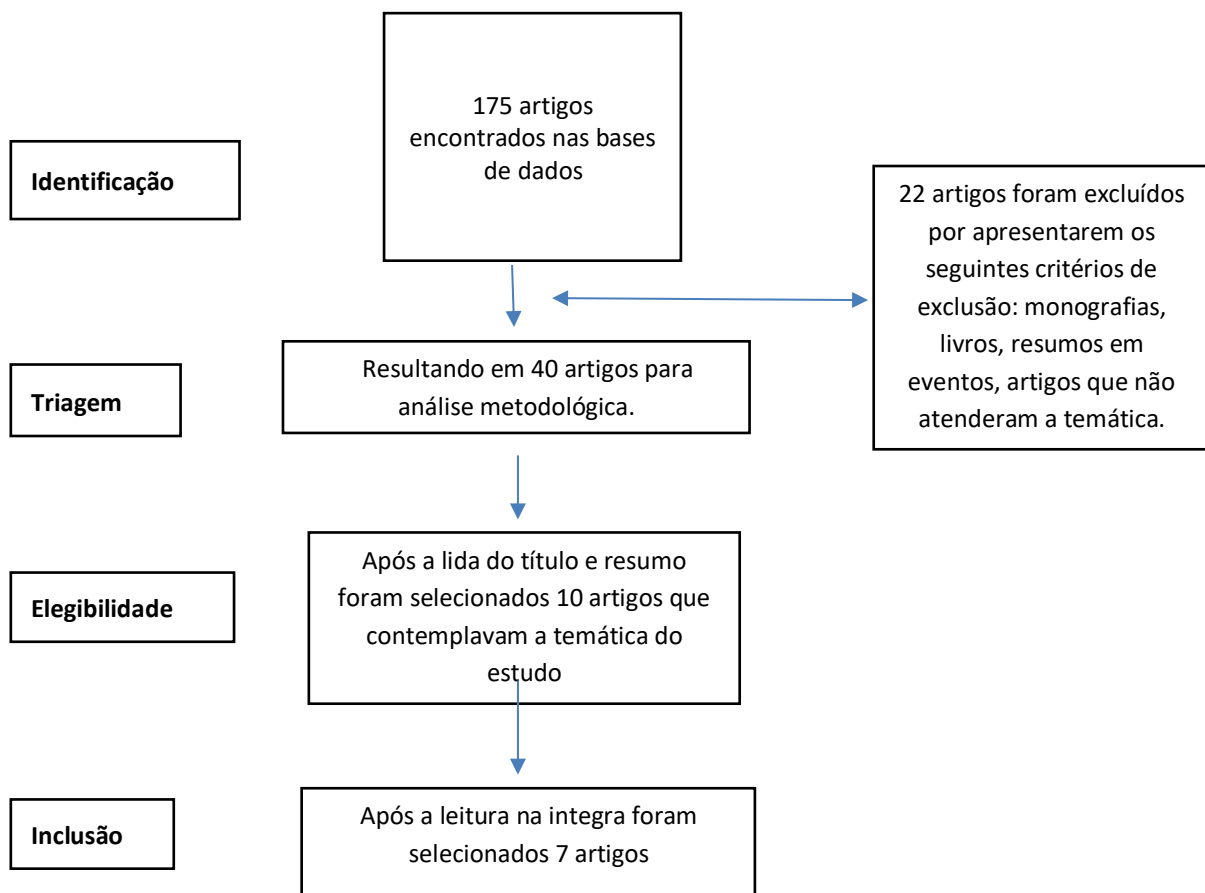 175 artigos
encontrados nas bases
de dados
Identificação
22 artigos foram excluídos
por apresentarem os
seguintes critérios de
exclusão: monografias,
livros, resumos em
eventos, artigos que não
atenderam a temática.
Triagem
Resultando em 40 artigos para
análise metodológica.
Elegibilidade
Após a lida do título e resumo
foram selecionados 10 artigos que
contemplavam a temática do
estudo
Inclusão
Após a leitura na integra foram
selecionados 7 artigos